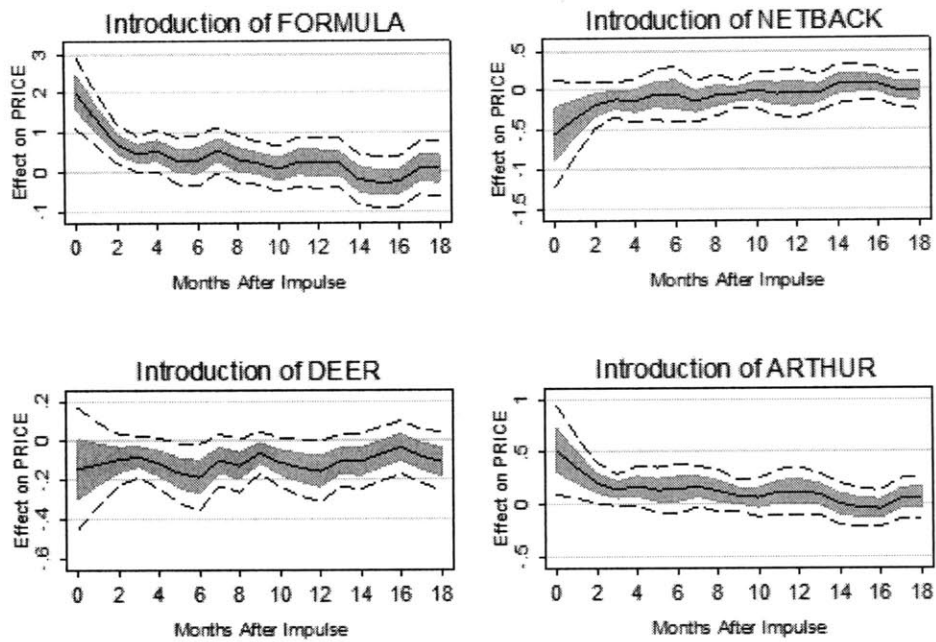 Introduction of FORMULA
Effect on PRICE
.3
.2
.1
0
-.1
0 2 4 6 8 10 12 14 16 18
Months After Impulse
Introduction of NETBACK
Effect on PRICE
.5
0
-.5
-1
-1.5
0 2 4 6 8 10 12 14 16 18
Months After Impulse
Introduction of DEER
Effect on PRICE
.2
0
-.2
-.4
-.6
0 2 4 6 8 10 12 14 16 18
Months After Impulse
Introduction of ARTHUR
Effect on PRICE
1
.5
0
-.5
0 2 4 6 8 10 12 14 16 18
Months After Impulse